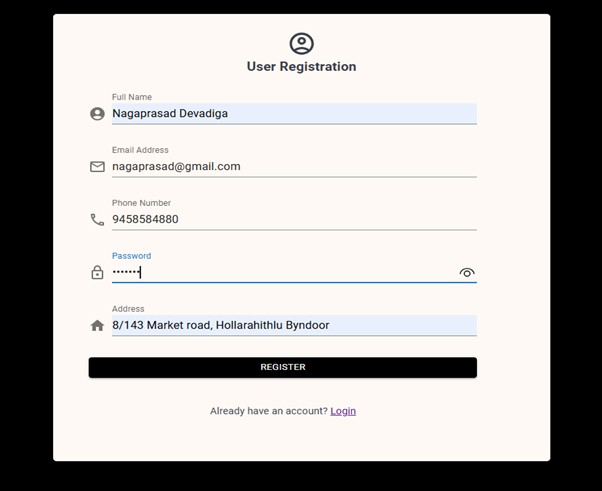 User Registration
Full Name
Nagaprasad Devadiga
Email Address
nagaprasad@gmail.com
Phone Number
9458584880
Password
•••••••
Address
8/143 Market road, Hollarahithlu Byndoor
REGISTER
Already have an account? Login